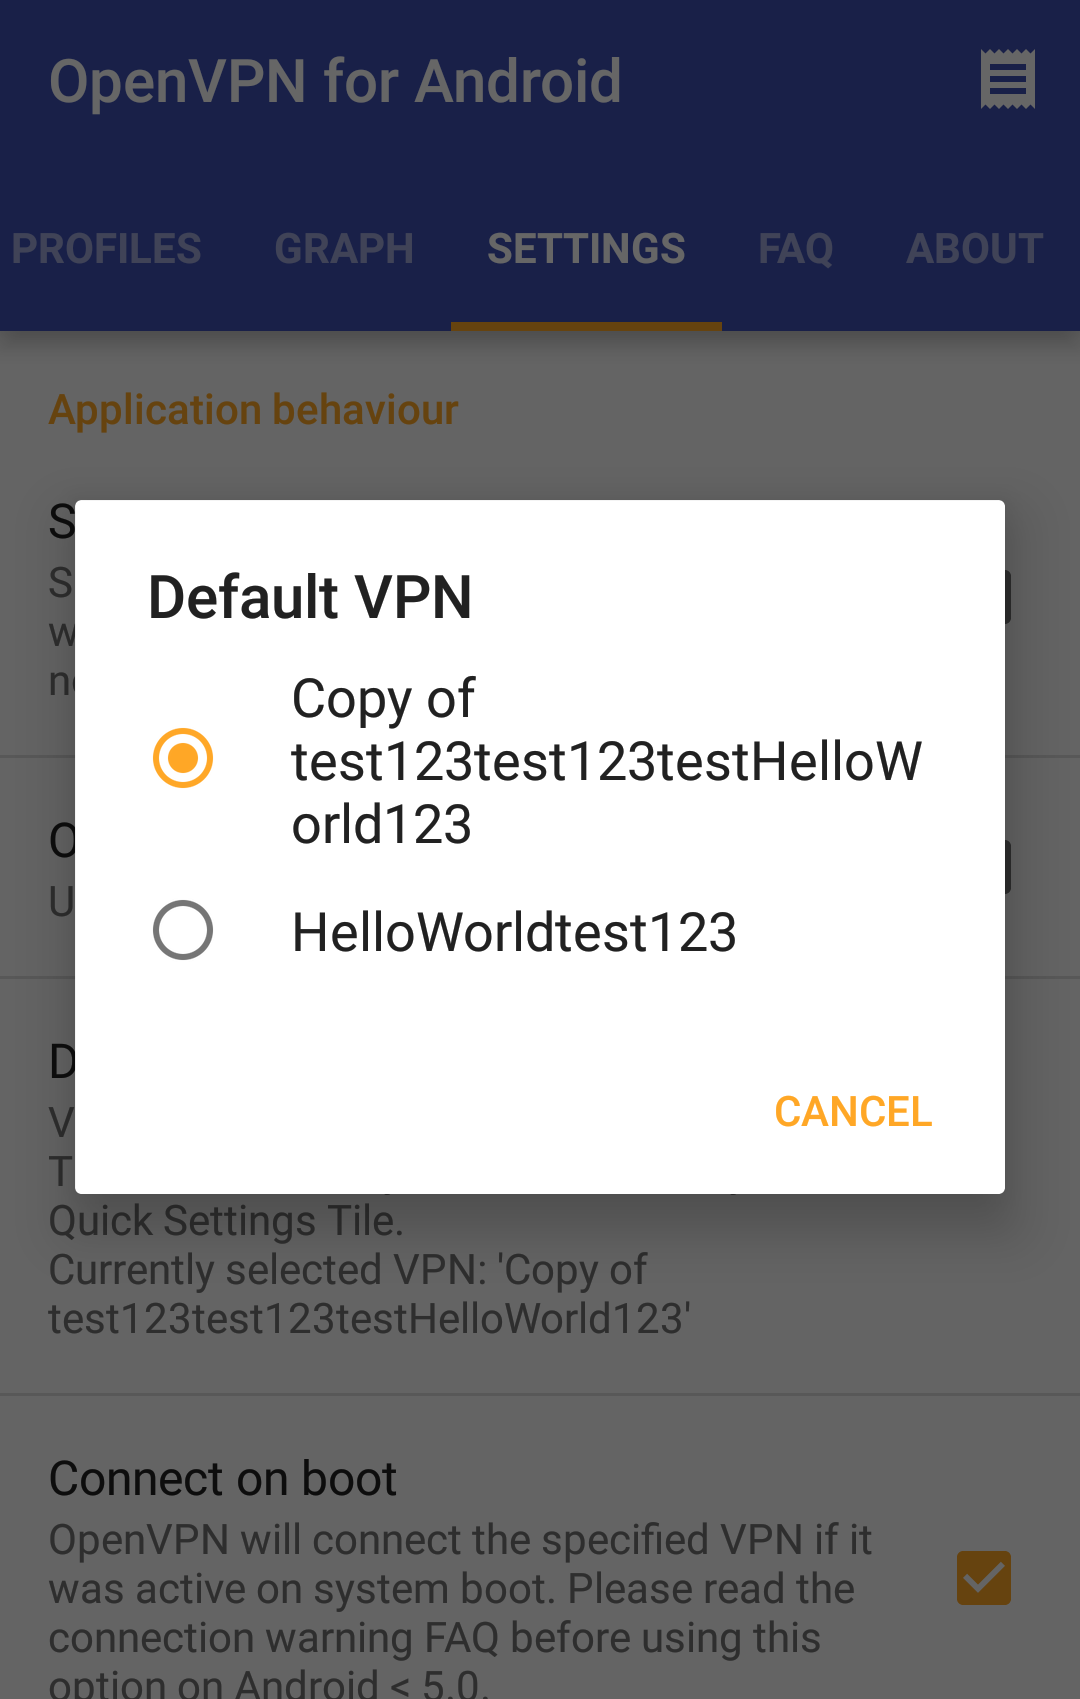 OpenVPN for Android
PROFILES GRAPH SETTINGS FAQ ABOUT
Application behaviour
Default VPN
Copy of
test123test123testHelloW
orld123
HelloWorldtest123
CANCEL
Quick Settings Tile.
Currently selected VPN: 'Copy of
test123test123testHelloWorld123'
Connect on boot
OpenVPN will connect the specified VPN if it
was active on system boot. Please read the
connection warning FAQ before using this
option on Android < 5.0.